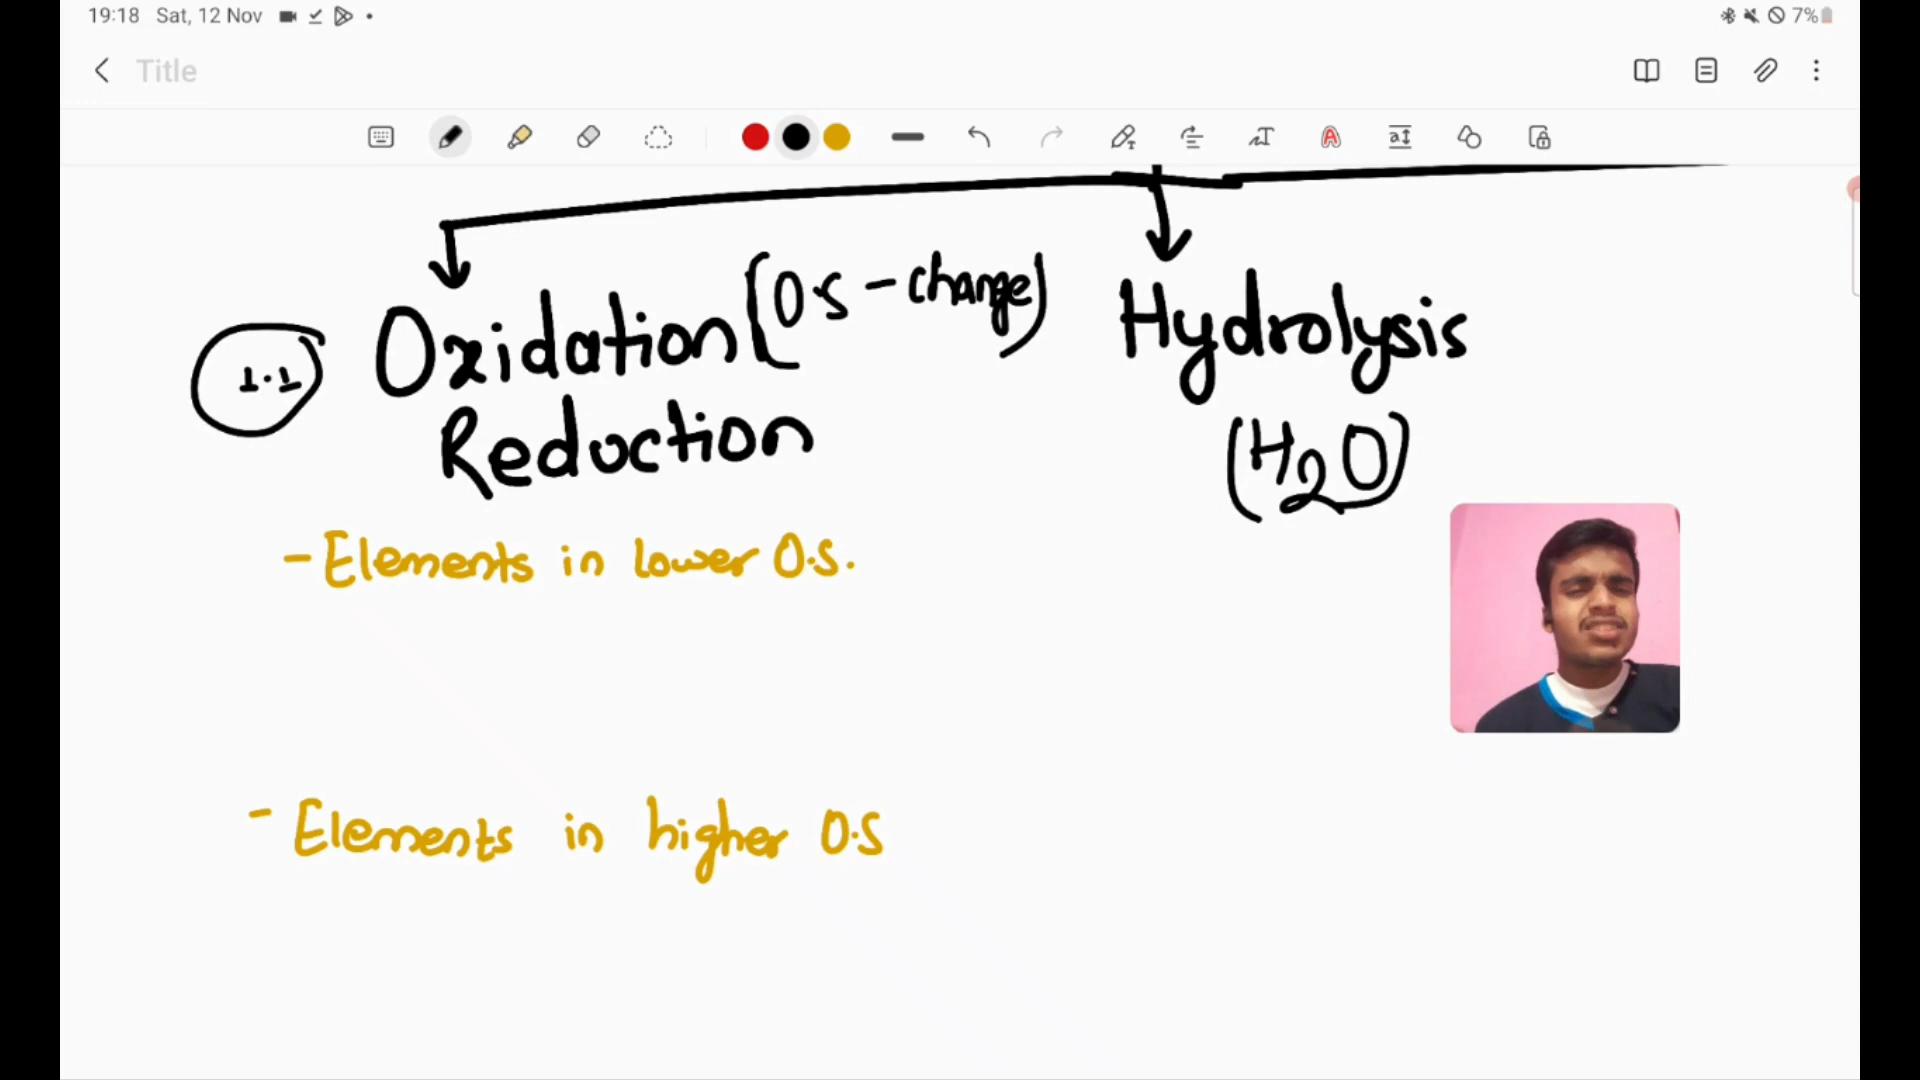 19:18 Sat, 12 Nov
7%
Title
Oxidation (O.S - change)
Hydrolysis
1.1
Reduction
(H2O)
- Elements in lower O.S.
- Elements in higher O.S